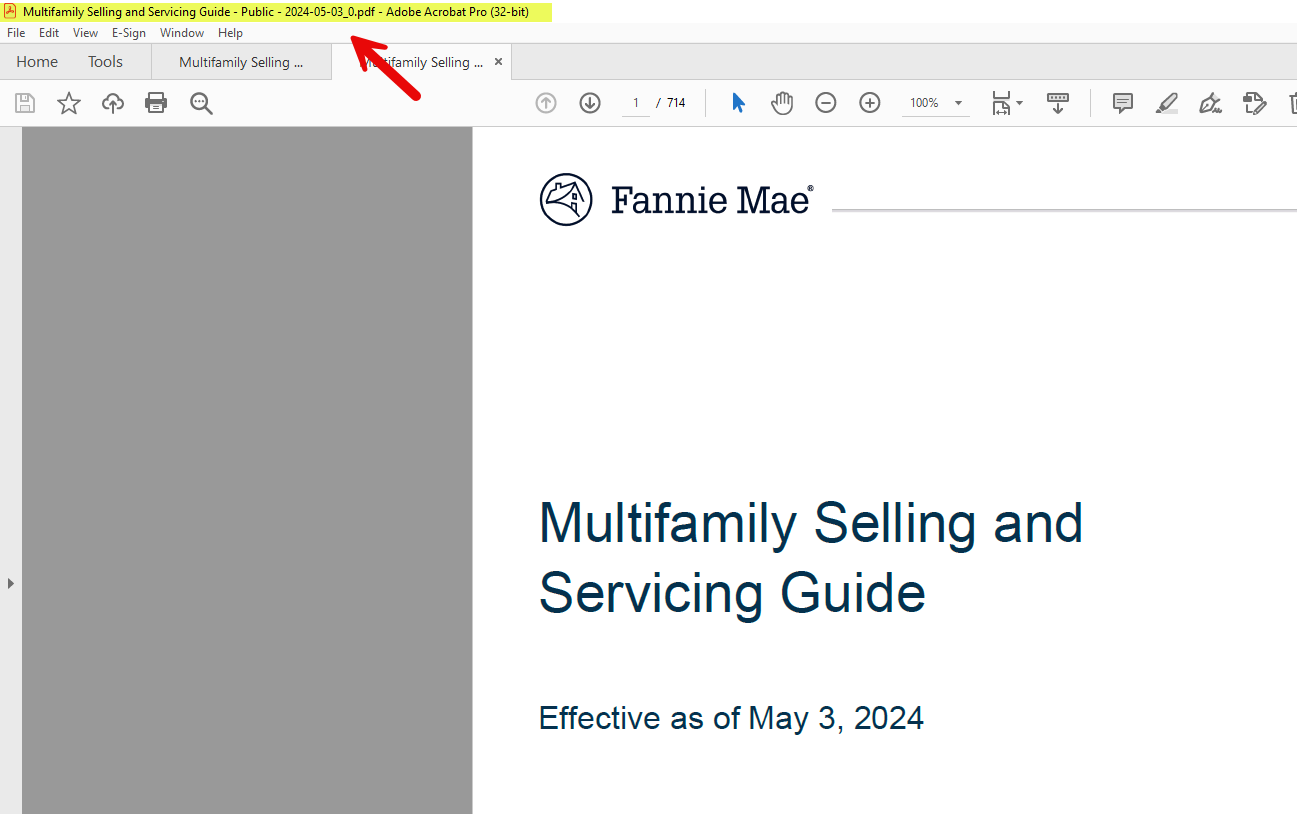 Multifamily Selling and Servicing Guide - Public - 2024-05-03_0.pdf - Adobe Acrobat Pro (32-bit)
File Edit View E-Sign Window Help
Home Tools Multifamily Selling ... Multifamily Selling ... ×
1 / 714 100%
Fannie Mae®
Multifamily Selling and
Servicing Guide
Effective as of May 3, 2024